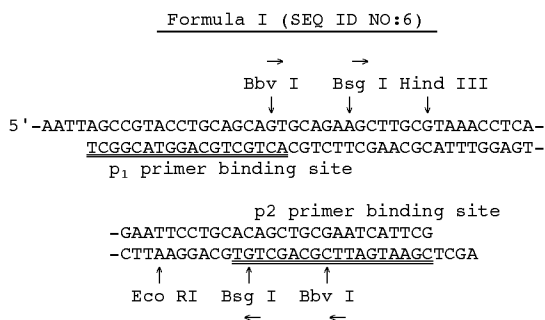 Formula I (SEQ ID NO:6)
→ →
Bbv I Bsg I Hind III
↓ ↓ ↓
5'-AATTAGCCGTACCTGCAGCAGTGCAGAAGCTTGCGTAAACCTCA-
TCGGCATGGACGTCGTCACGTCTTCGAACGCATTTGGAGT-
p₁ primer binding site
p2 primer binding site
-GAATTCCTGCACAGCTGCGAATCATTCG
-CTTAAGGACGTGTCGACGCTTAGTAAGCTCGA
↑ ↑ ↑
Eco RI Bsg I Bbv I
← ←